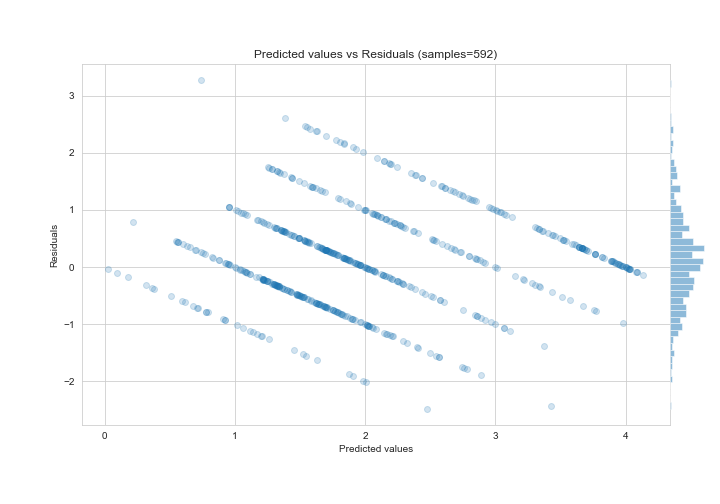 Predicted values vs Residuals (samples=592)
3
2
1
0
−1
−2
Residuals
0 1 2 3 4
Predicted values